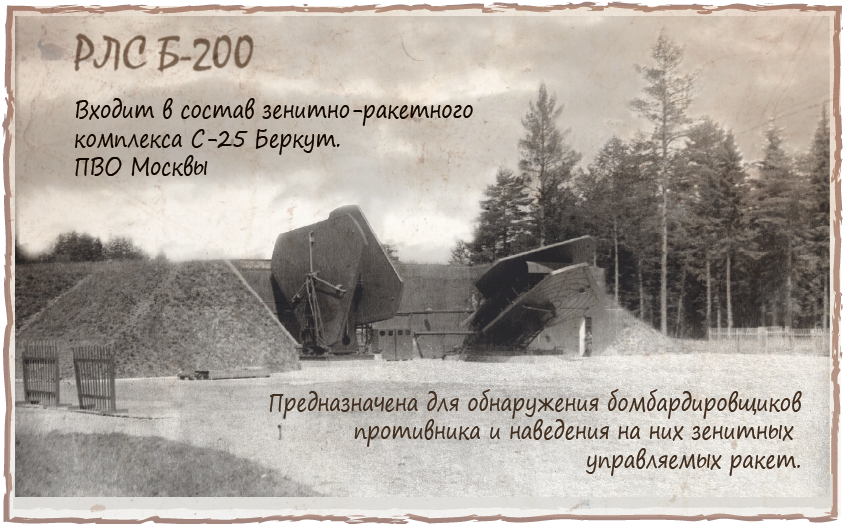 РЛС Б-200
Входит в состав зенитно-ракетного
комплекса С-25 Беркут.
ПВО Москвы
Предназначена для обнаружения бомбардировщиков
противника и наведения на них зенитных
управляемых ракет.